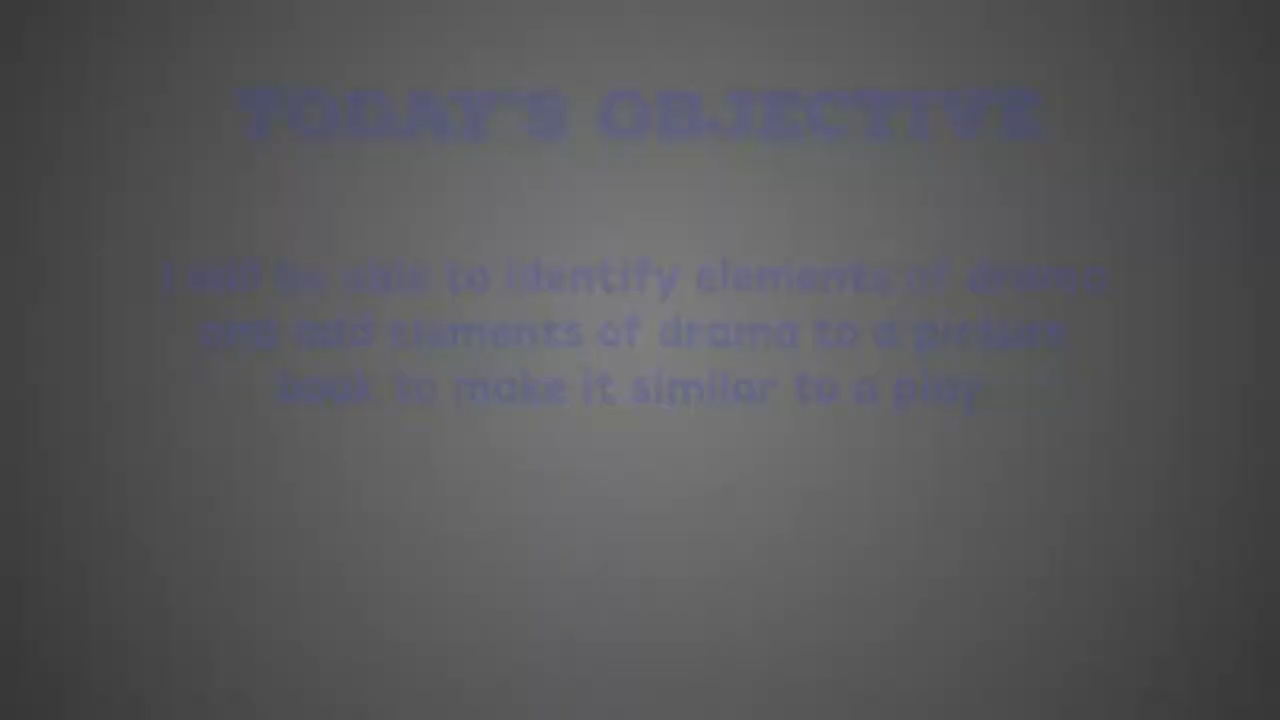 TODAY'S OBJECTIVE
I will be able to identify elements of drama
and add elements of drama to a picture
book to make it similar to a play